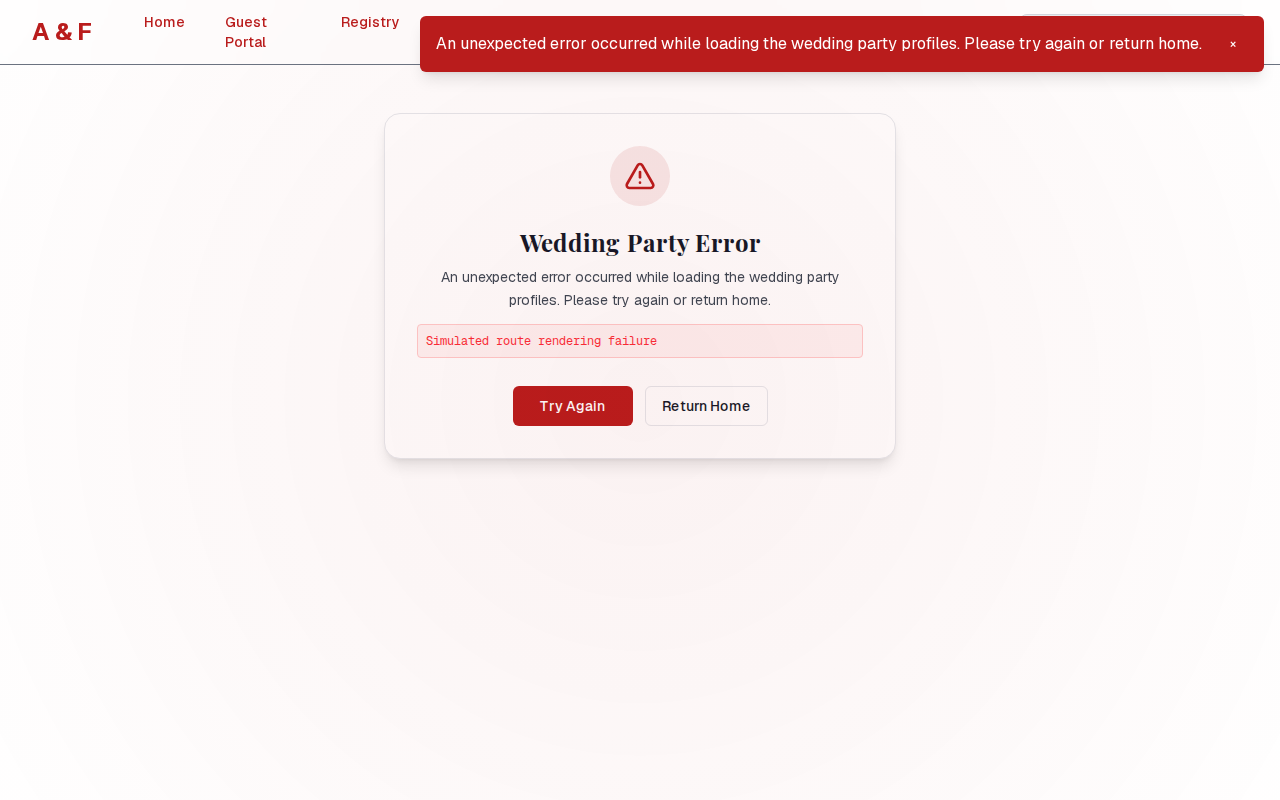 A & F
Home
Guest
Portal
Registry
An unexpected error occurred while loading the wedding party profiles. Please try again or return home.
×
Wedding Party Error
An unexpected error occurred while loading the wedding party
profiles. Please try again or return home.
Simulated route rendering failure
Try Again
Return Home